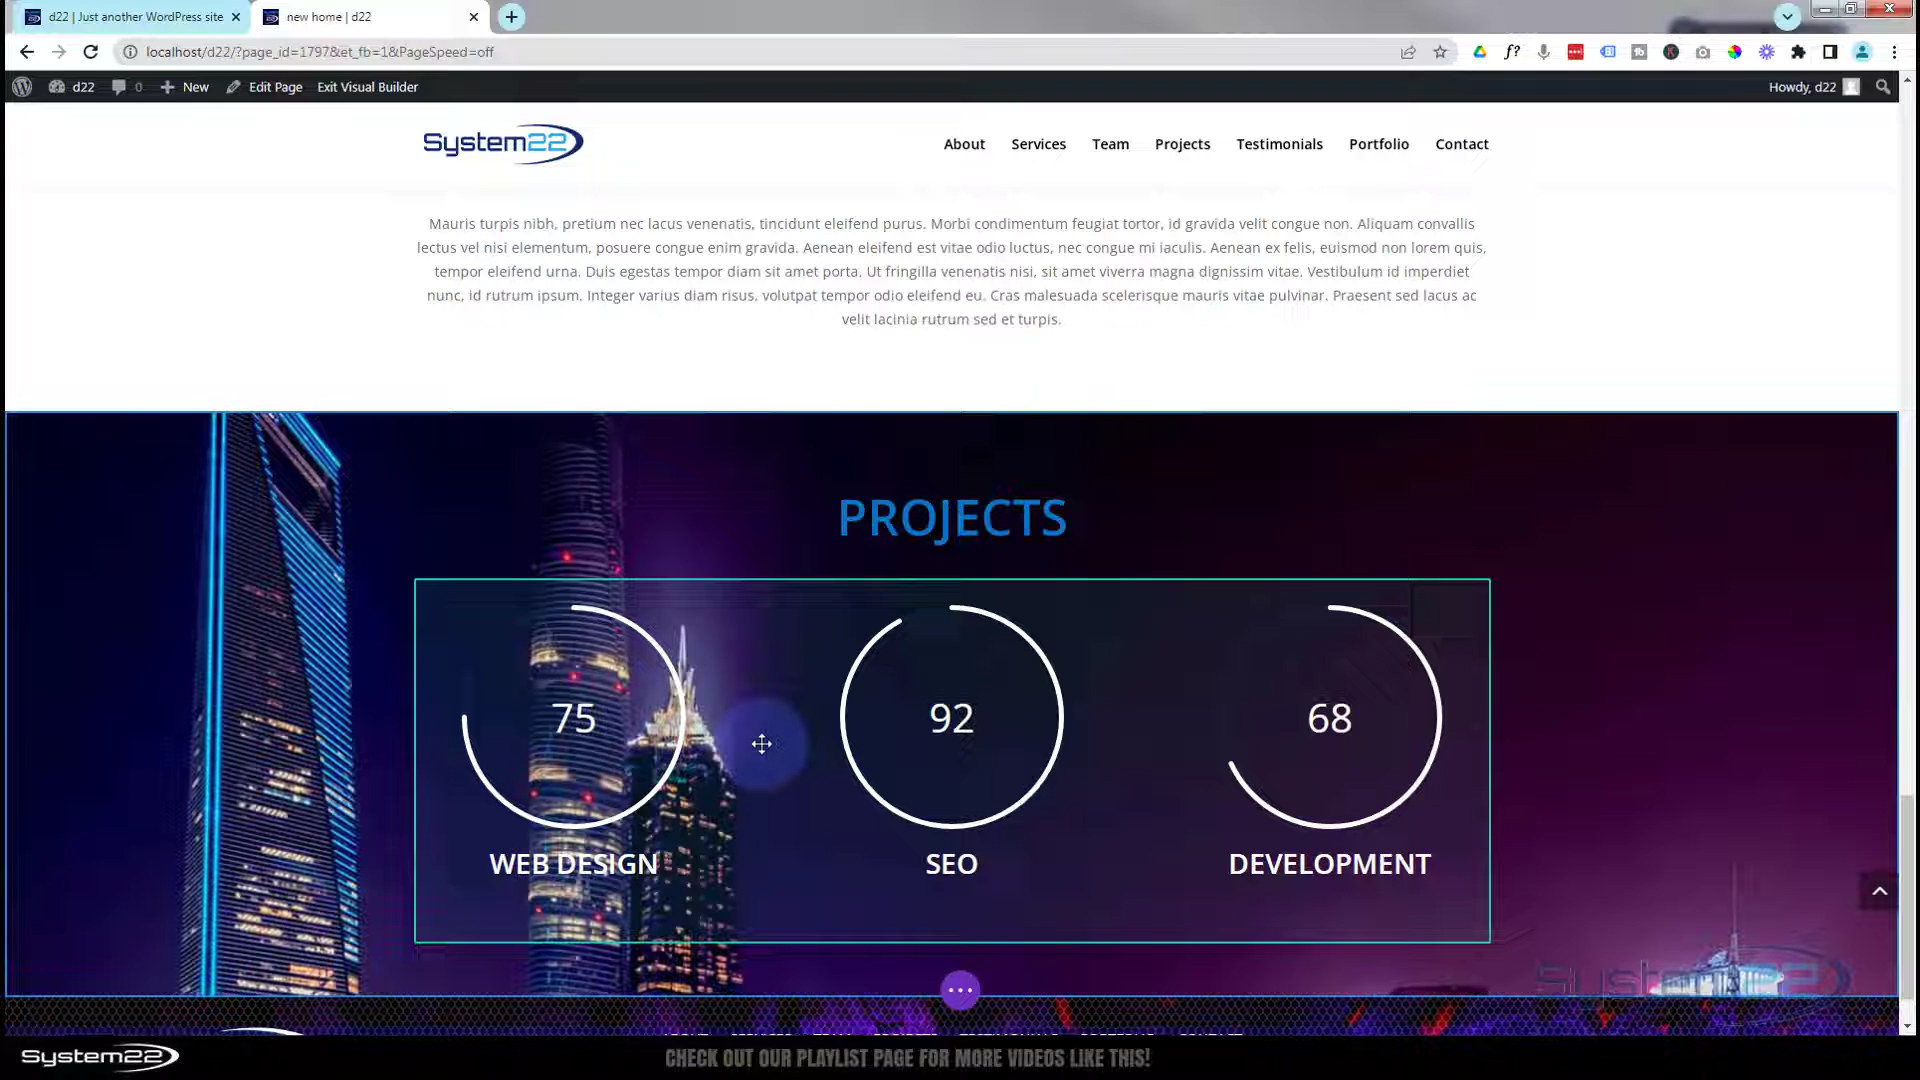 d22 | Just another WordPress site
new home | d22
localhost/d22/?page_id=1797&et_fb=1&PageSpeed=off
d22
0
New
Edit Page
Exit Visual Builder
Howdy, d22
System22
About
Services
Team
Projects
Testimonials
Portfolio
Contact
Mauris turpis nibh, pretium nec lacus venenatis, tincidunt eleifend purus. Morbi condimentum feugiat tortor, id gravida velit congue non. Aliquam convallis
lectus vel nisi elementum, posuere congue enim gravida. Aenean eleifend est vitae odio luctus, nec congue mi iaculis. Aenean ex felis, euismod non lorem quis,
tempor eleifend urna. Duis egestas tempor diam sit amet porta. Ut fringilla venenatis nisi, sit amet viverra magna dignissim vitae. Vestibulum id imperdiet
nunc, id rutrum ipsum. Integer varius diam risus, volutpat tempor odio eleifend eu. Cras malesuada scelerisque mauris vitae pulvinar. Praesent sed lacus ac
velit lacinia rutrum sed et turpis.
PROJECTS
75
92
68
WEB DESIGN
SEO
DEVELOPMENT
System22
System22
CHECK OUT OUR PLAYLIST PAGE FOR MORE VIDEOS LIKE THIS!